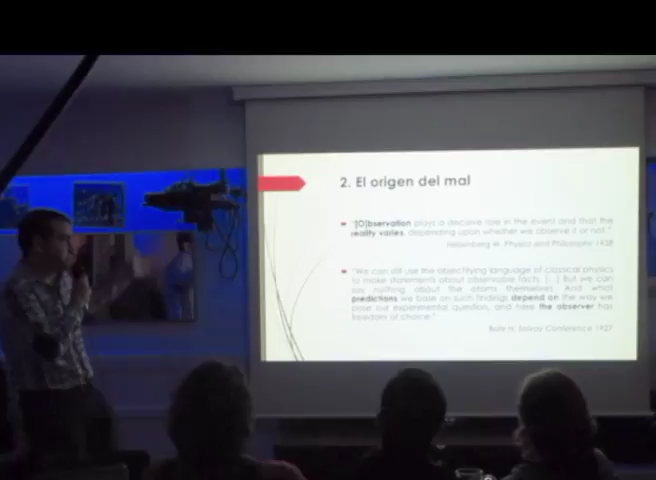 2. El origen del mal
"[O]bservation plays a decisive role in the event and that the
reality varies, depending upon whether we observe it or not."
Heisenberg W. Physics and Philosophy 1958
"We can still use the objectifying language of classical physics
to make statements about observable facts. [...] But we can
say nothing about the atoms themselves. And what
predictions we base on such findings depend on the way we
pose our experimental question, and here the observer has
freedom of choice."
Bohr N. Solvay Conference 1927